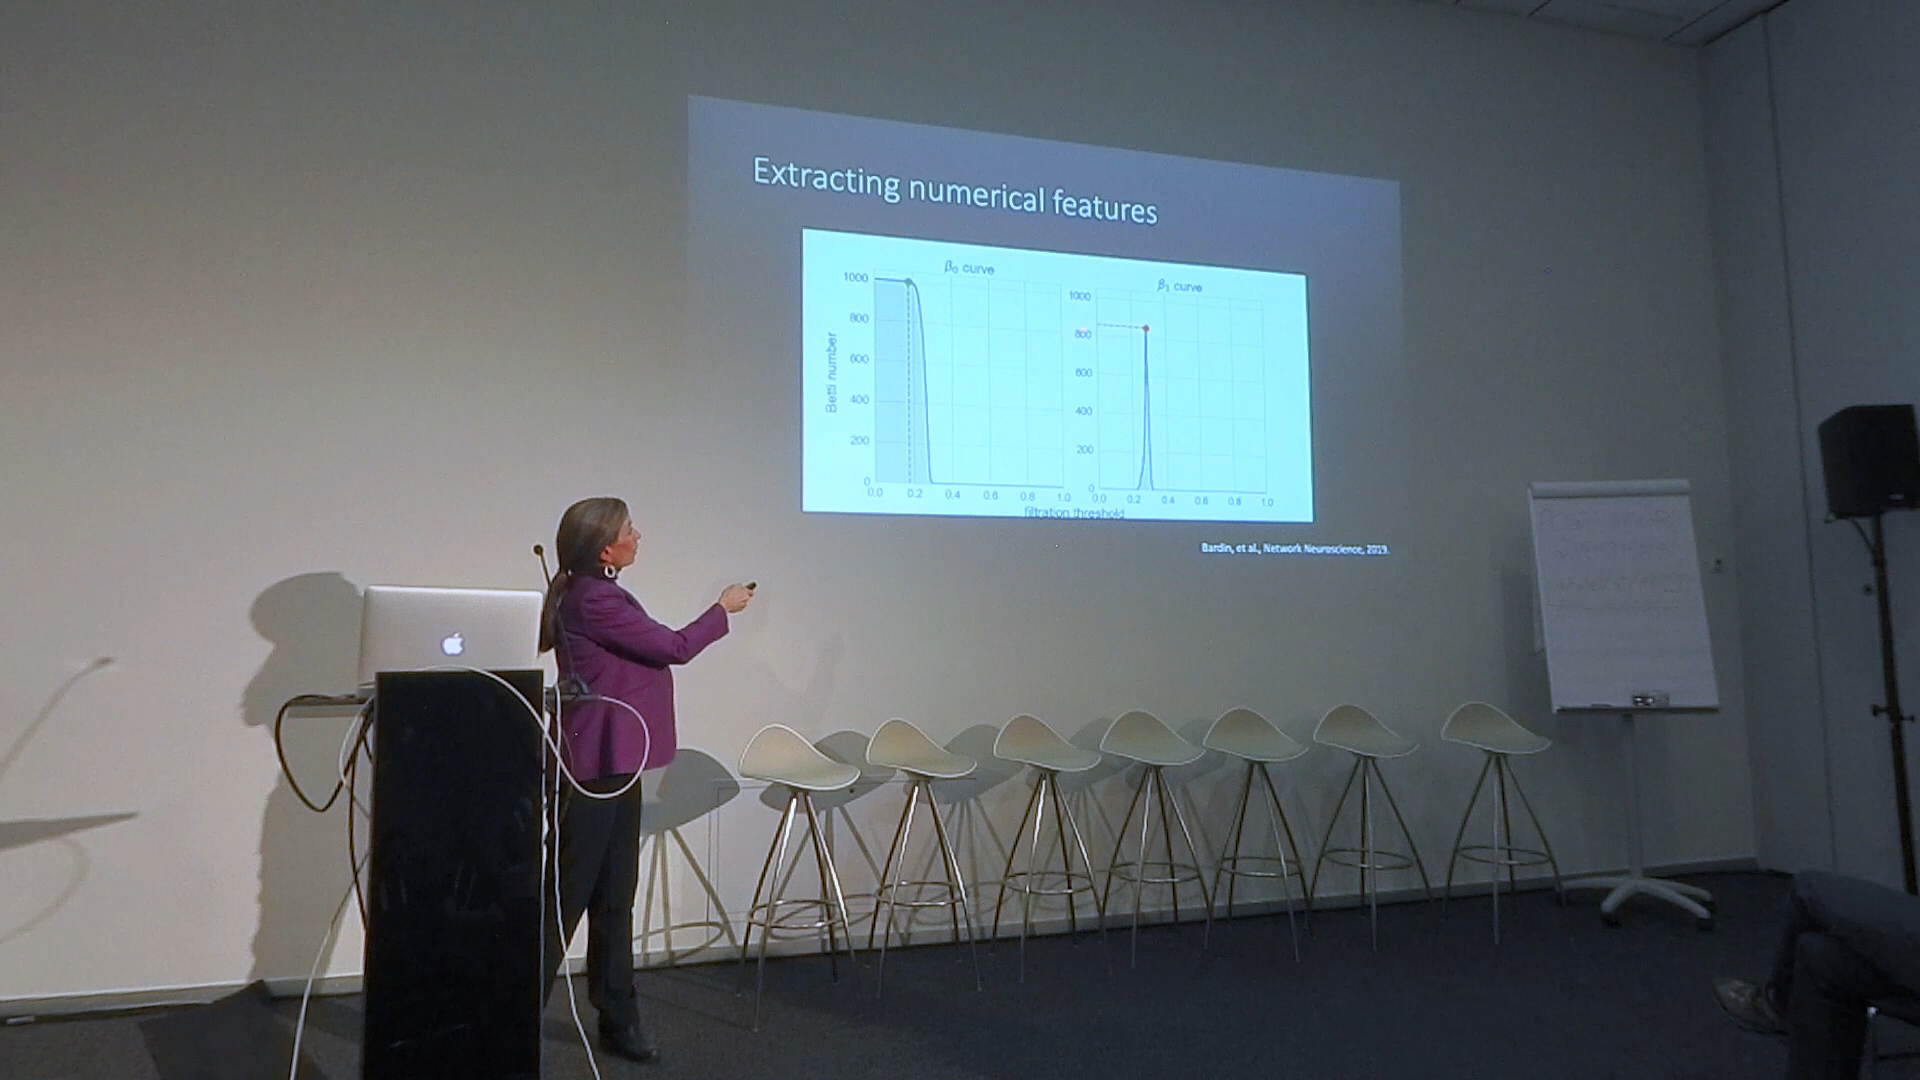 Extracting numerical features
β₀ curve
1000
800
600
400
200
0
0.0 0.2 0.4 0.6 0.8 1.0
Betti number
β₁ curve
1000
800
600
400
200
0
0.0 0.2 0.4 0.6 0.8 1.0
filtration threshold
Bardin, et al., Network Neuroscience, 2019.